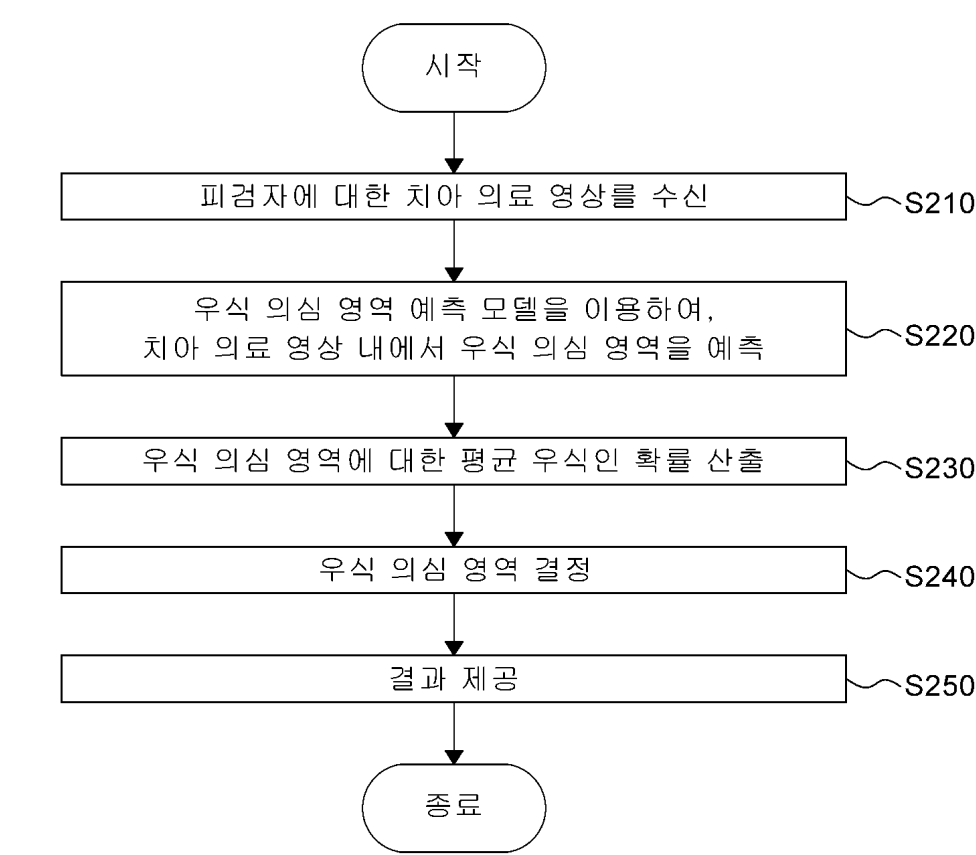 시작
피검자에 대한 치아 의료 영상를 수신
S210
우식 의심 영역 예측 모델을 이용하여,
치아 의료 영상 내에서 우식 의심 영역을 예측
S220
우식 의심 영역에 대한 평균 우식인 확률 산출
S230
우식 의심 영역 결정
S240
결과 제공
S250
종료